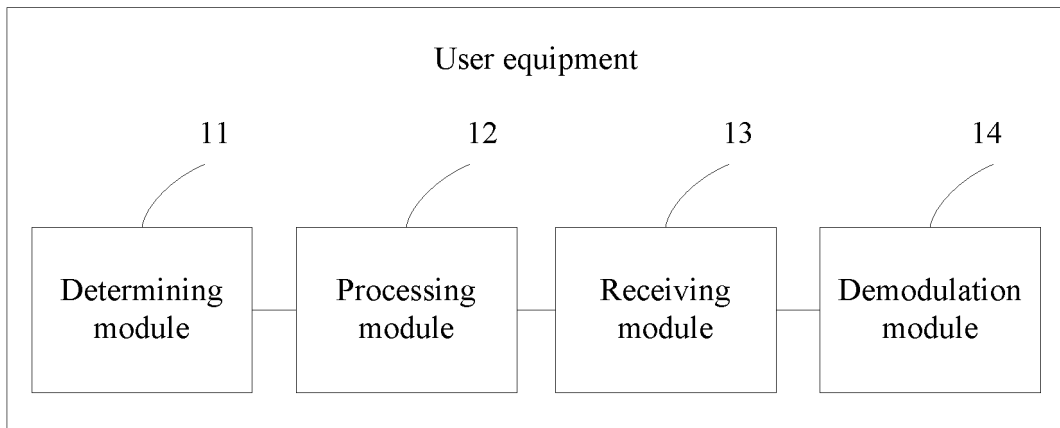 User equipment
11 12 13 14
Determining module
Processing module
Receiving module
Demodulation module